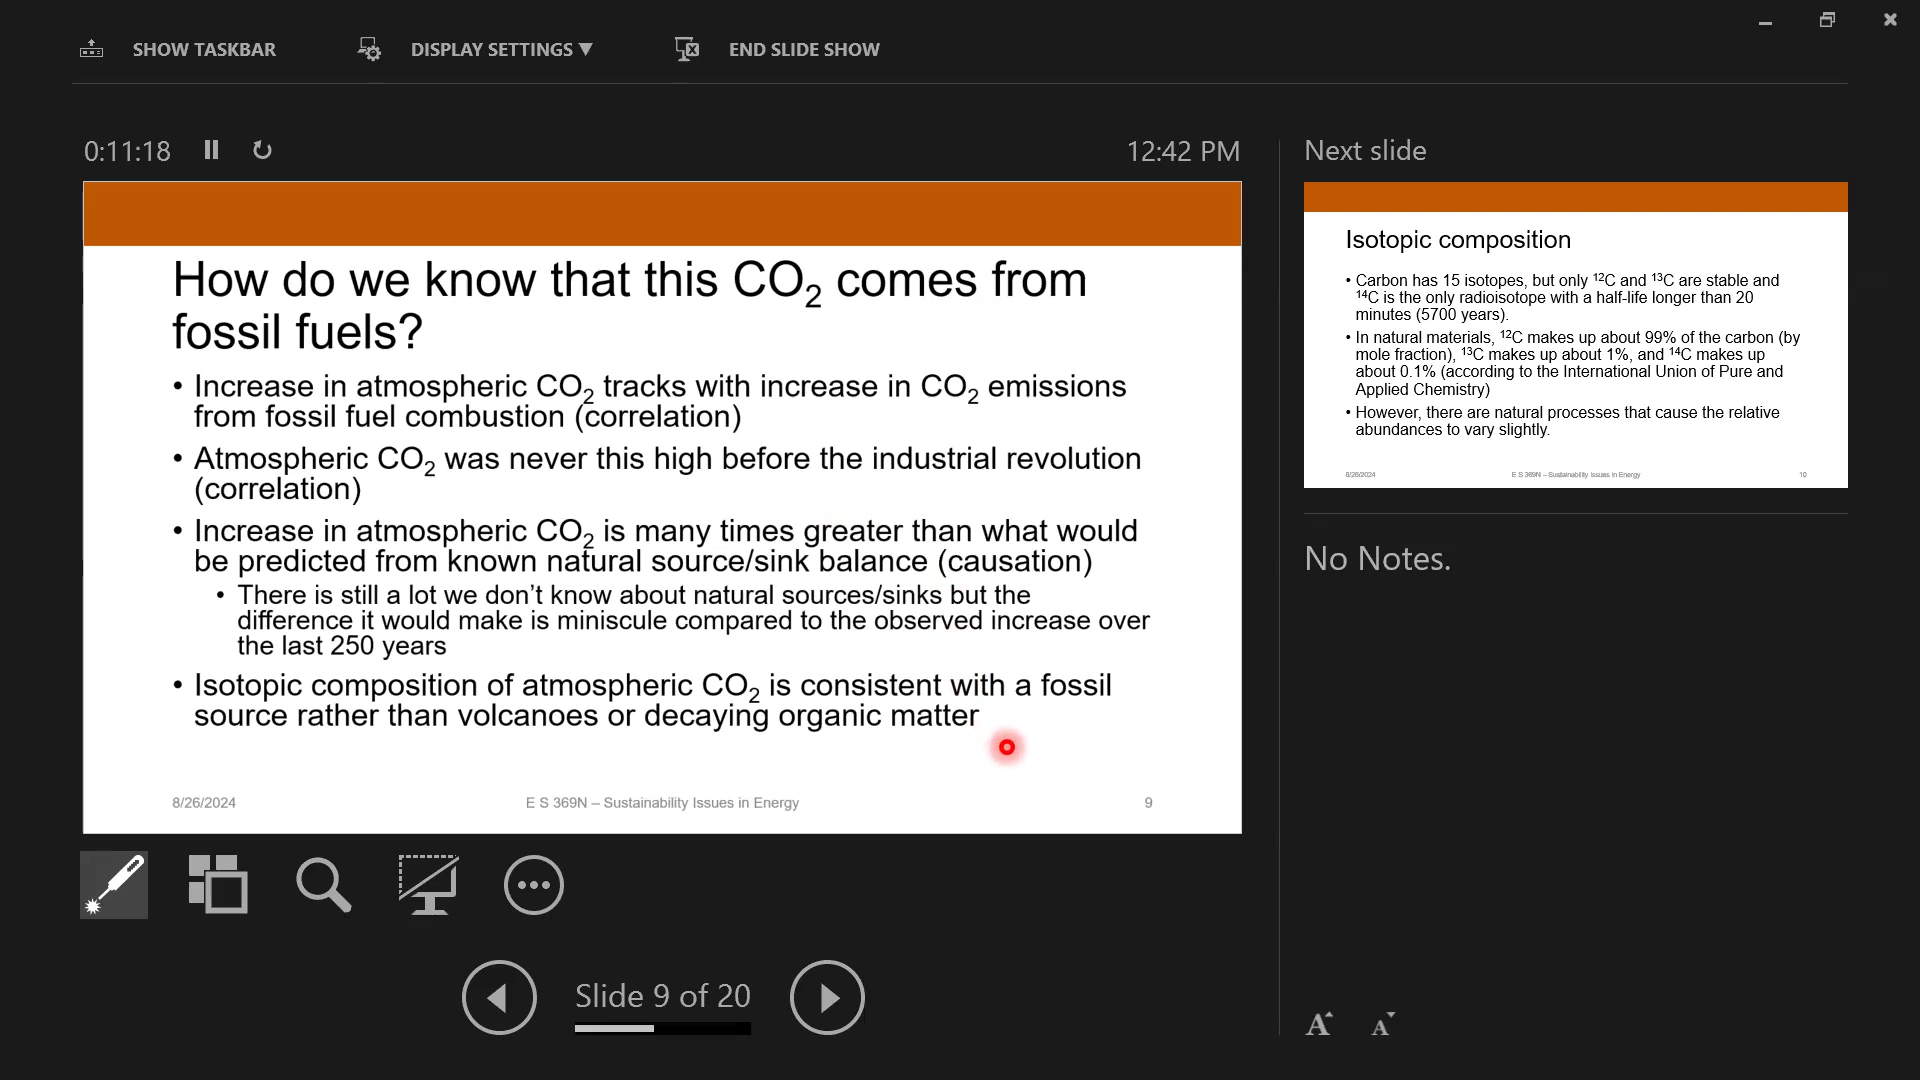 SHOW TASKBAR
DISPLAY SETTINGS ▼
END SLIDE SHOW
0:11:18
12:42 PM
How do we know that this CO₂ comes from
fossil fuels?
• Increase in atmospheric CO₂ tracks with increase in CO₂ emissions
from fossil fuel combustion (correlation)
• Atmospheric CO₂ was never this high before the industrial revolution
(correlation)
• Increase in atmospheric CO₂ is many times greater than what would
be predicted from known natural source/sink balance (causation)
• There is still a lot we don't know about natural sources/sinks but the
difference it would make is miniscule compared to the observed increase over
the last 250 years
• Isotopic composition of atmospheric CO₂ is consistent with a fossil
source rather than volcanoes or decaying organic matter
8/26/2024
E S 369N – Sustainability Issues in Energy
9
Slide 9 of 20
Next slide
Isotopic composition
• Carbon has 15 isotopes, but only ¹²C and ¹³C are stable and
¹⁴C is the only radioisotope with a half-life longer than 20
minutes (5700 years).
• In natural materials, ¹²C makes up about 99% of the carbon (by
mole fraction), ¹³C makes up about 1%, and ¹⁴C makes up
about 0.1% (according to the International Union of Pure and
Applied Chemistry)
• However, there are natural processes that cause the relative
abundances to vary slightly.
8/26/2024
E S 369N – Sustainability Issues in Energy
10
No Notes.
A A